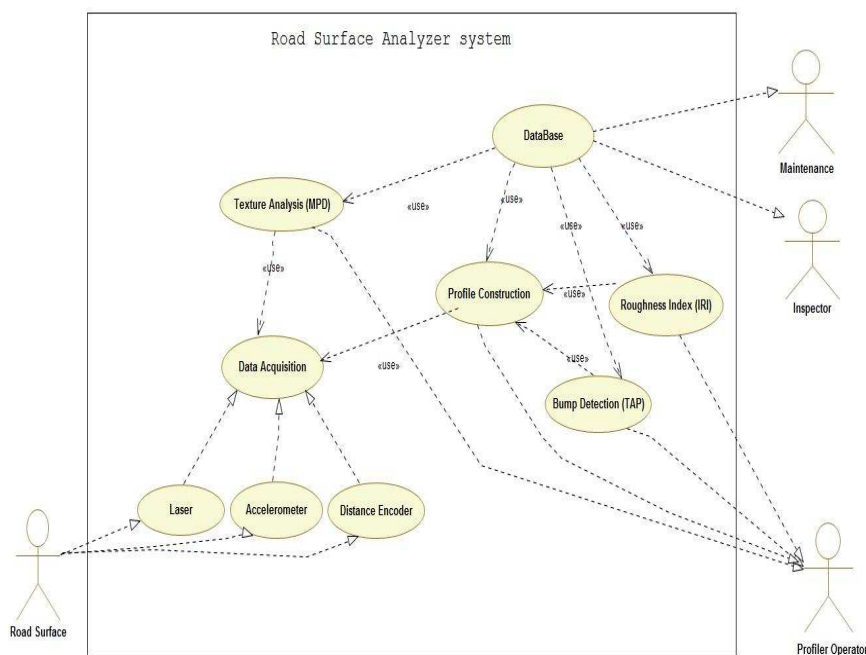 Road Surface Analyzer system
DataBase
Maintenance
Texture Analysis (MPD)
«use»
«use»
«use»
«use»
Inspector
«use»
Profile Construction
«use»
Roughness Index (IRI)
Data Acquisition
«use»
«use»
Bump Detection (TAP)
Laser
Accelerometer
Distance Encoder
Road Surface
Profiler Operator